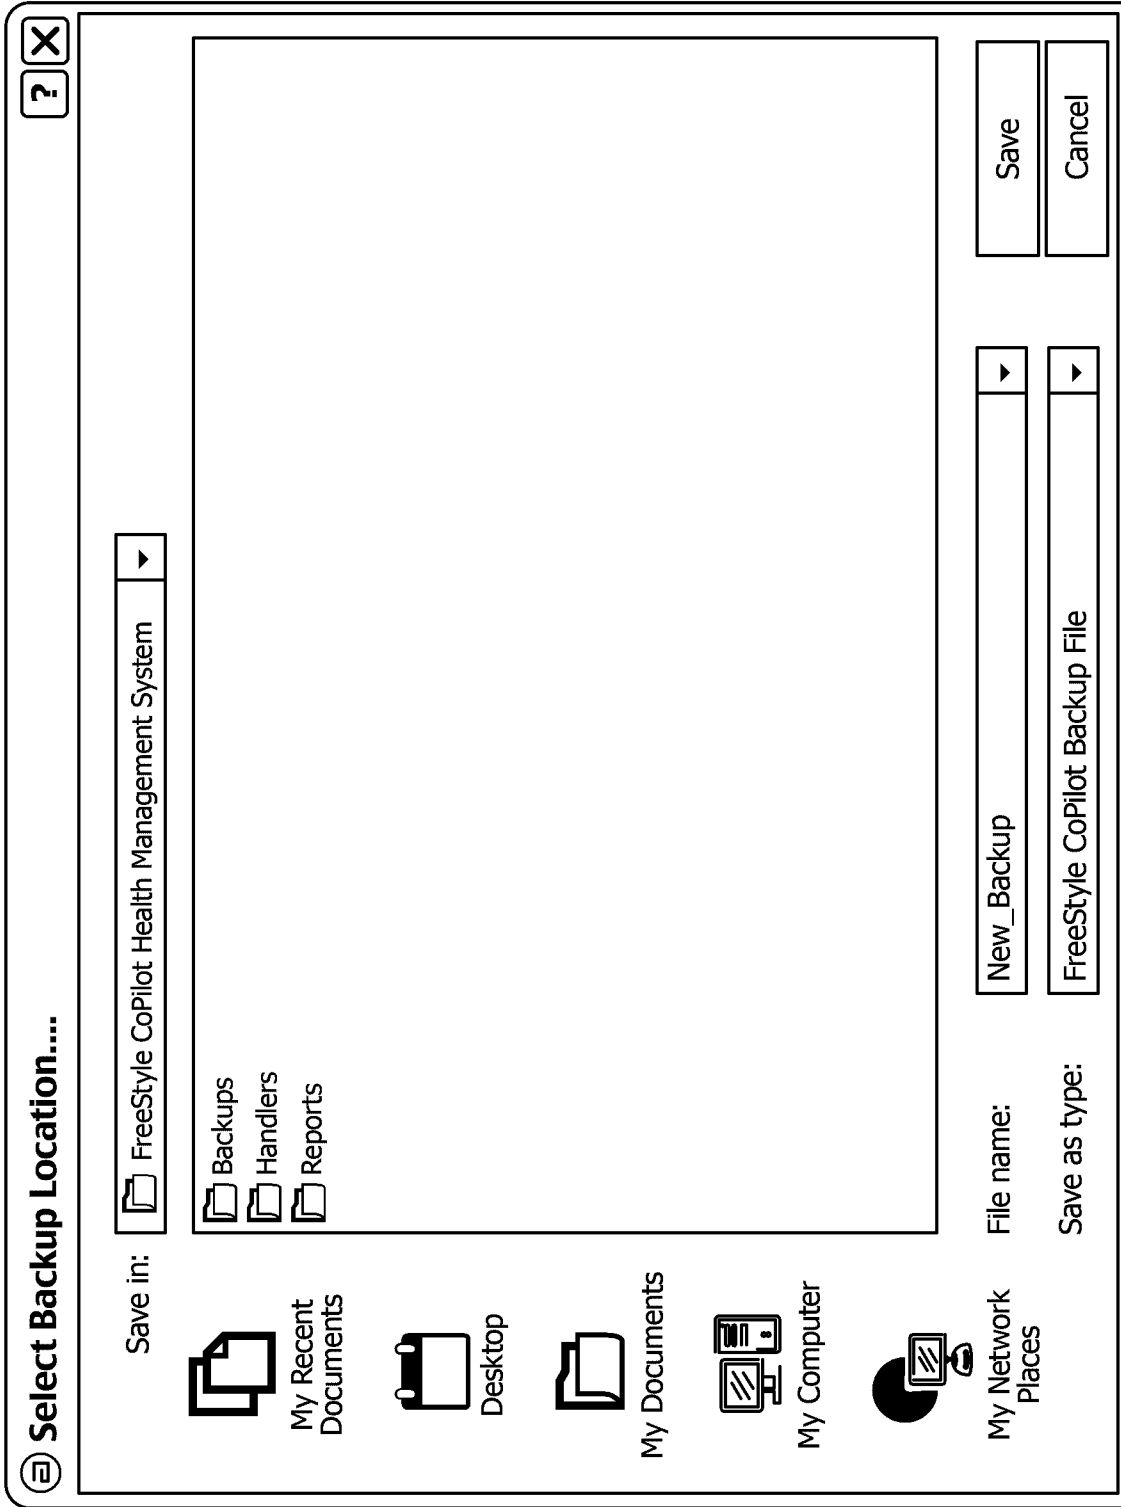 Select Backup Location....
? X
Save in:
FreeStyle CoPilot Health Management System
My Recent
Documents
Desktop
My Documents
My Computer
My Network
Places
Backups
Handlers
Reports
File name:
New_Backup
Save
Save as type:
FreeStyle CoPilot Backup File
Cancel